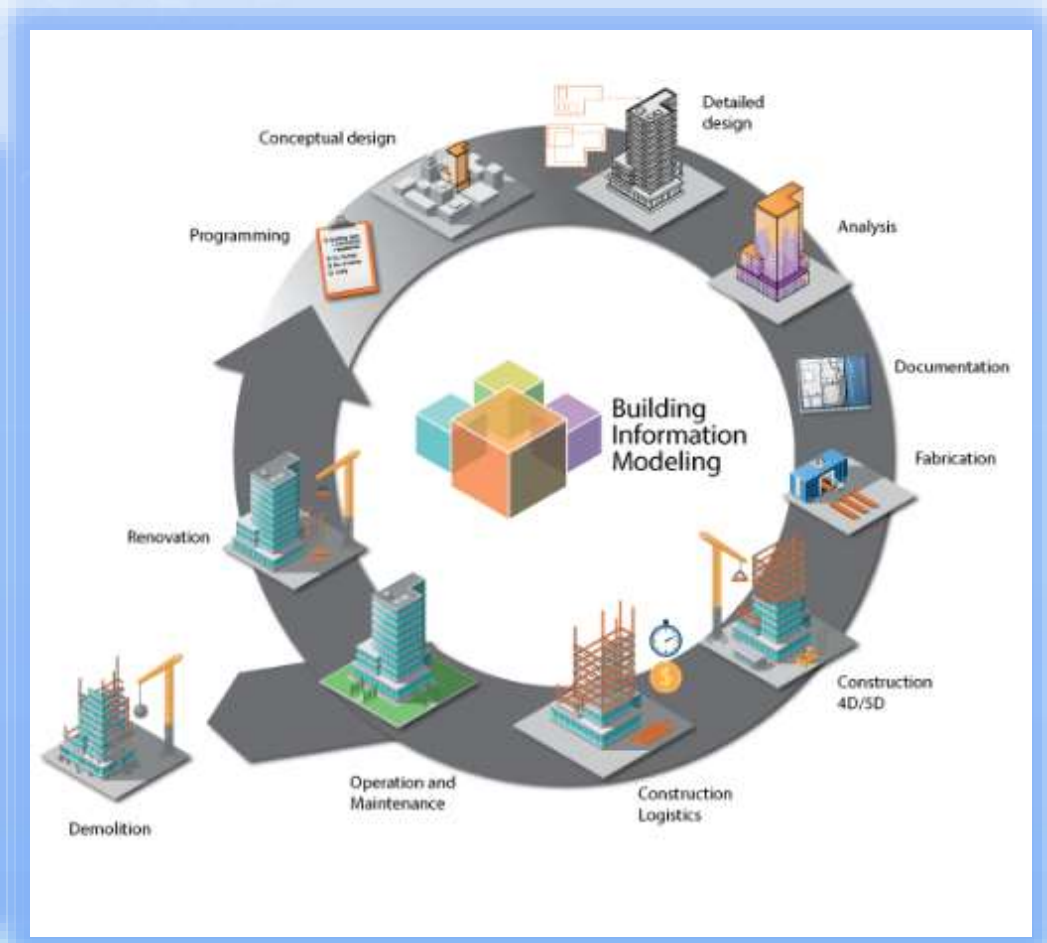 Detailed
design
Conceptual design
Programming
Analysis
Documentation
Building
Information
Modeling
Fabrication
Renovation
Construction
4D/5D
Operation and
Maintenance
Construction
Logistics
Demolition